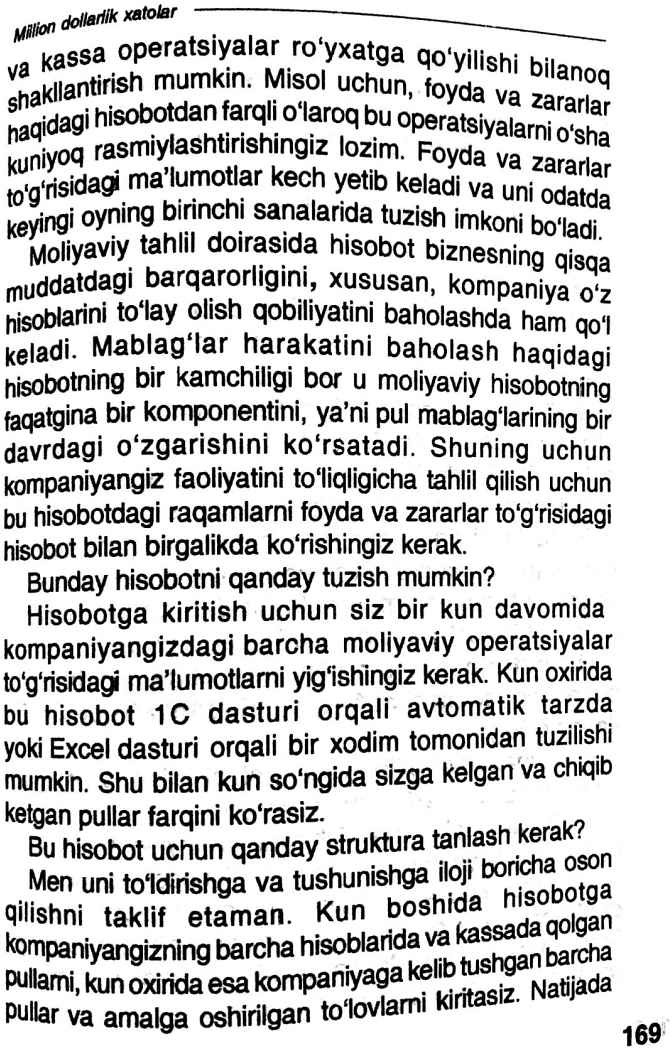 Million dollarlik xatolar
va kassa operatsiyalar ro‘yxatga qo‘yilishi bilanoq
shakllantirish mumkin. Misol uchun, foyda va zararlar
haqidagi hisobotdan farqli o‘laroq bu operatsiyalarni o‘sha
kuniyoq rasmiylashtirishingiz lozim. Foyda va zararlar
to‘g‘risidagi ma’lumotlar kech yetib keladi va uni odatda
keyingi oyning birinchi sanalarida tuzish imkoni bo‘ladi.
Moliyaviy tahlil doirasida hisobot biznesning qisqa
muddatdagi barqarorligini, xususan, kompaniya o‘z
hisoblarini to‘lay olish qobiliyatini baholashda ham qo‘l
keladi. Mablag‘lar harakatini baholash haqidagi
hisobotning bir kamchiligi bor u moliyaviy hisobotning
faqatgina bir komponentini, ya’ni pul mablag‘larining bir
davrdagi o‘zgarishini ko‘rsatadi. Shuning uchun
kompaniyangiz faoliyatini to‘liqligicha tahlil qilish uchun
bu hisobotdagi raqamlarni foyda va zararlar to‘g‘risidagi
hisobot bilan birgalikda ko‘rishingiz kerak.
Bunday hisobotni qanday tuzish mumkin?
Hisobotga kiritish uchun siz bir kun davomida
kompaniyangizdagi barcha moliyaviy operatsiyalar
to‘g‘risidagi ma’lumotlarni yig‘ishingiz kerak. Kun oxirida
bu hisobot 1C dasturi orqali avtomatik tarzda
yoki Excel dasturi orqali bir xodim tomonidan tuzilishi
mumkin. Shu bilan kun so‘ngida sizga kelgan va chiqib
ketgan pullar farqini ko‘rasiz.
Bu hisobot uchun qanday struktura tanlash kerak?
Men uni to‘ldirishga va tushunishga iloji boricha oson
qilishni taklif etaman. Kun boshida hisobotga
kompaniyangizning barcha hisoblarida va kassada qolgan
pullarni, kun oxirida esa kompaniyaga kelib tushgan barcha
pullar va amalga oshirilgan to‘lovlarni kiritasiz. Natijada
169